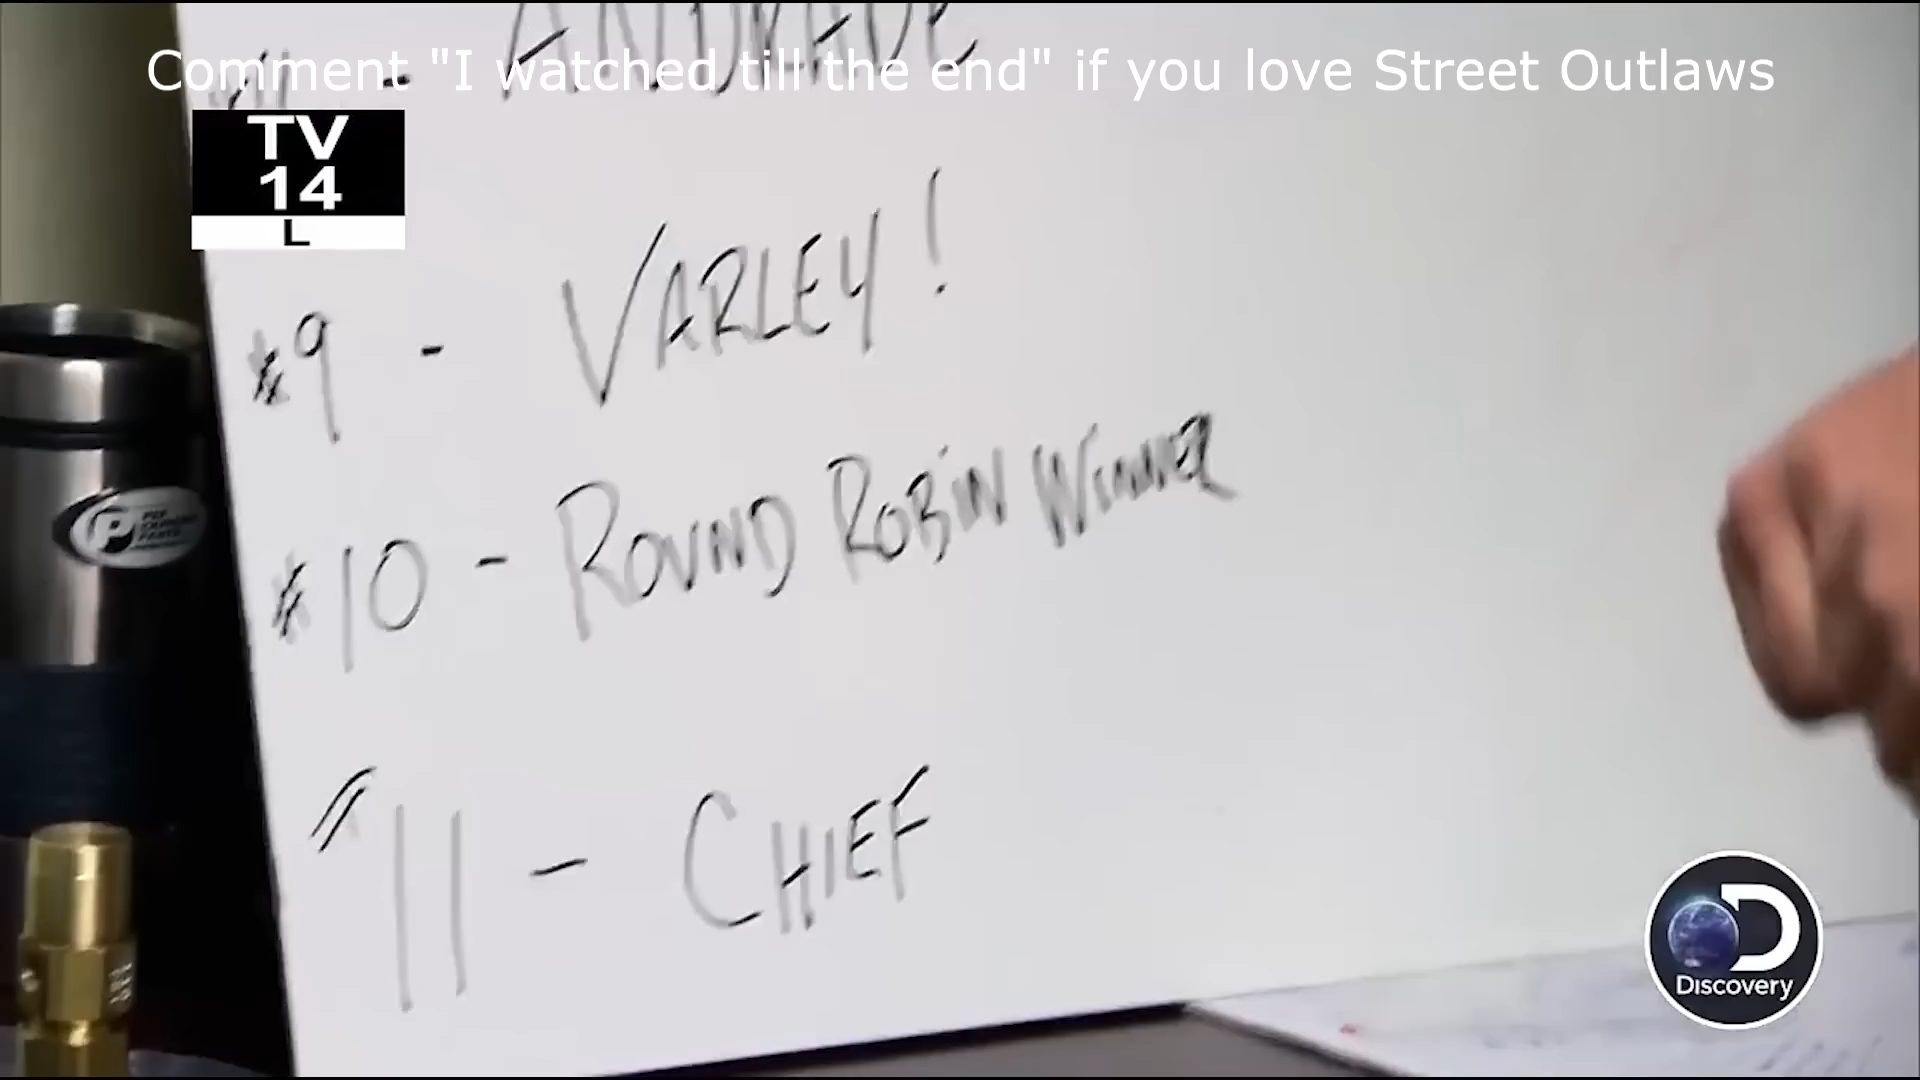 ANDRADE
Comment "I watched till the end" if you love Street Outlaws
TV
14
L
#9 - VARLEY!
#10 - ROUND ROBIN WINNER
#11 - CHIEF
P
Discovery